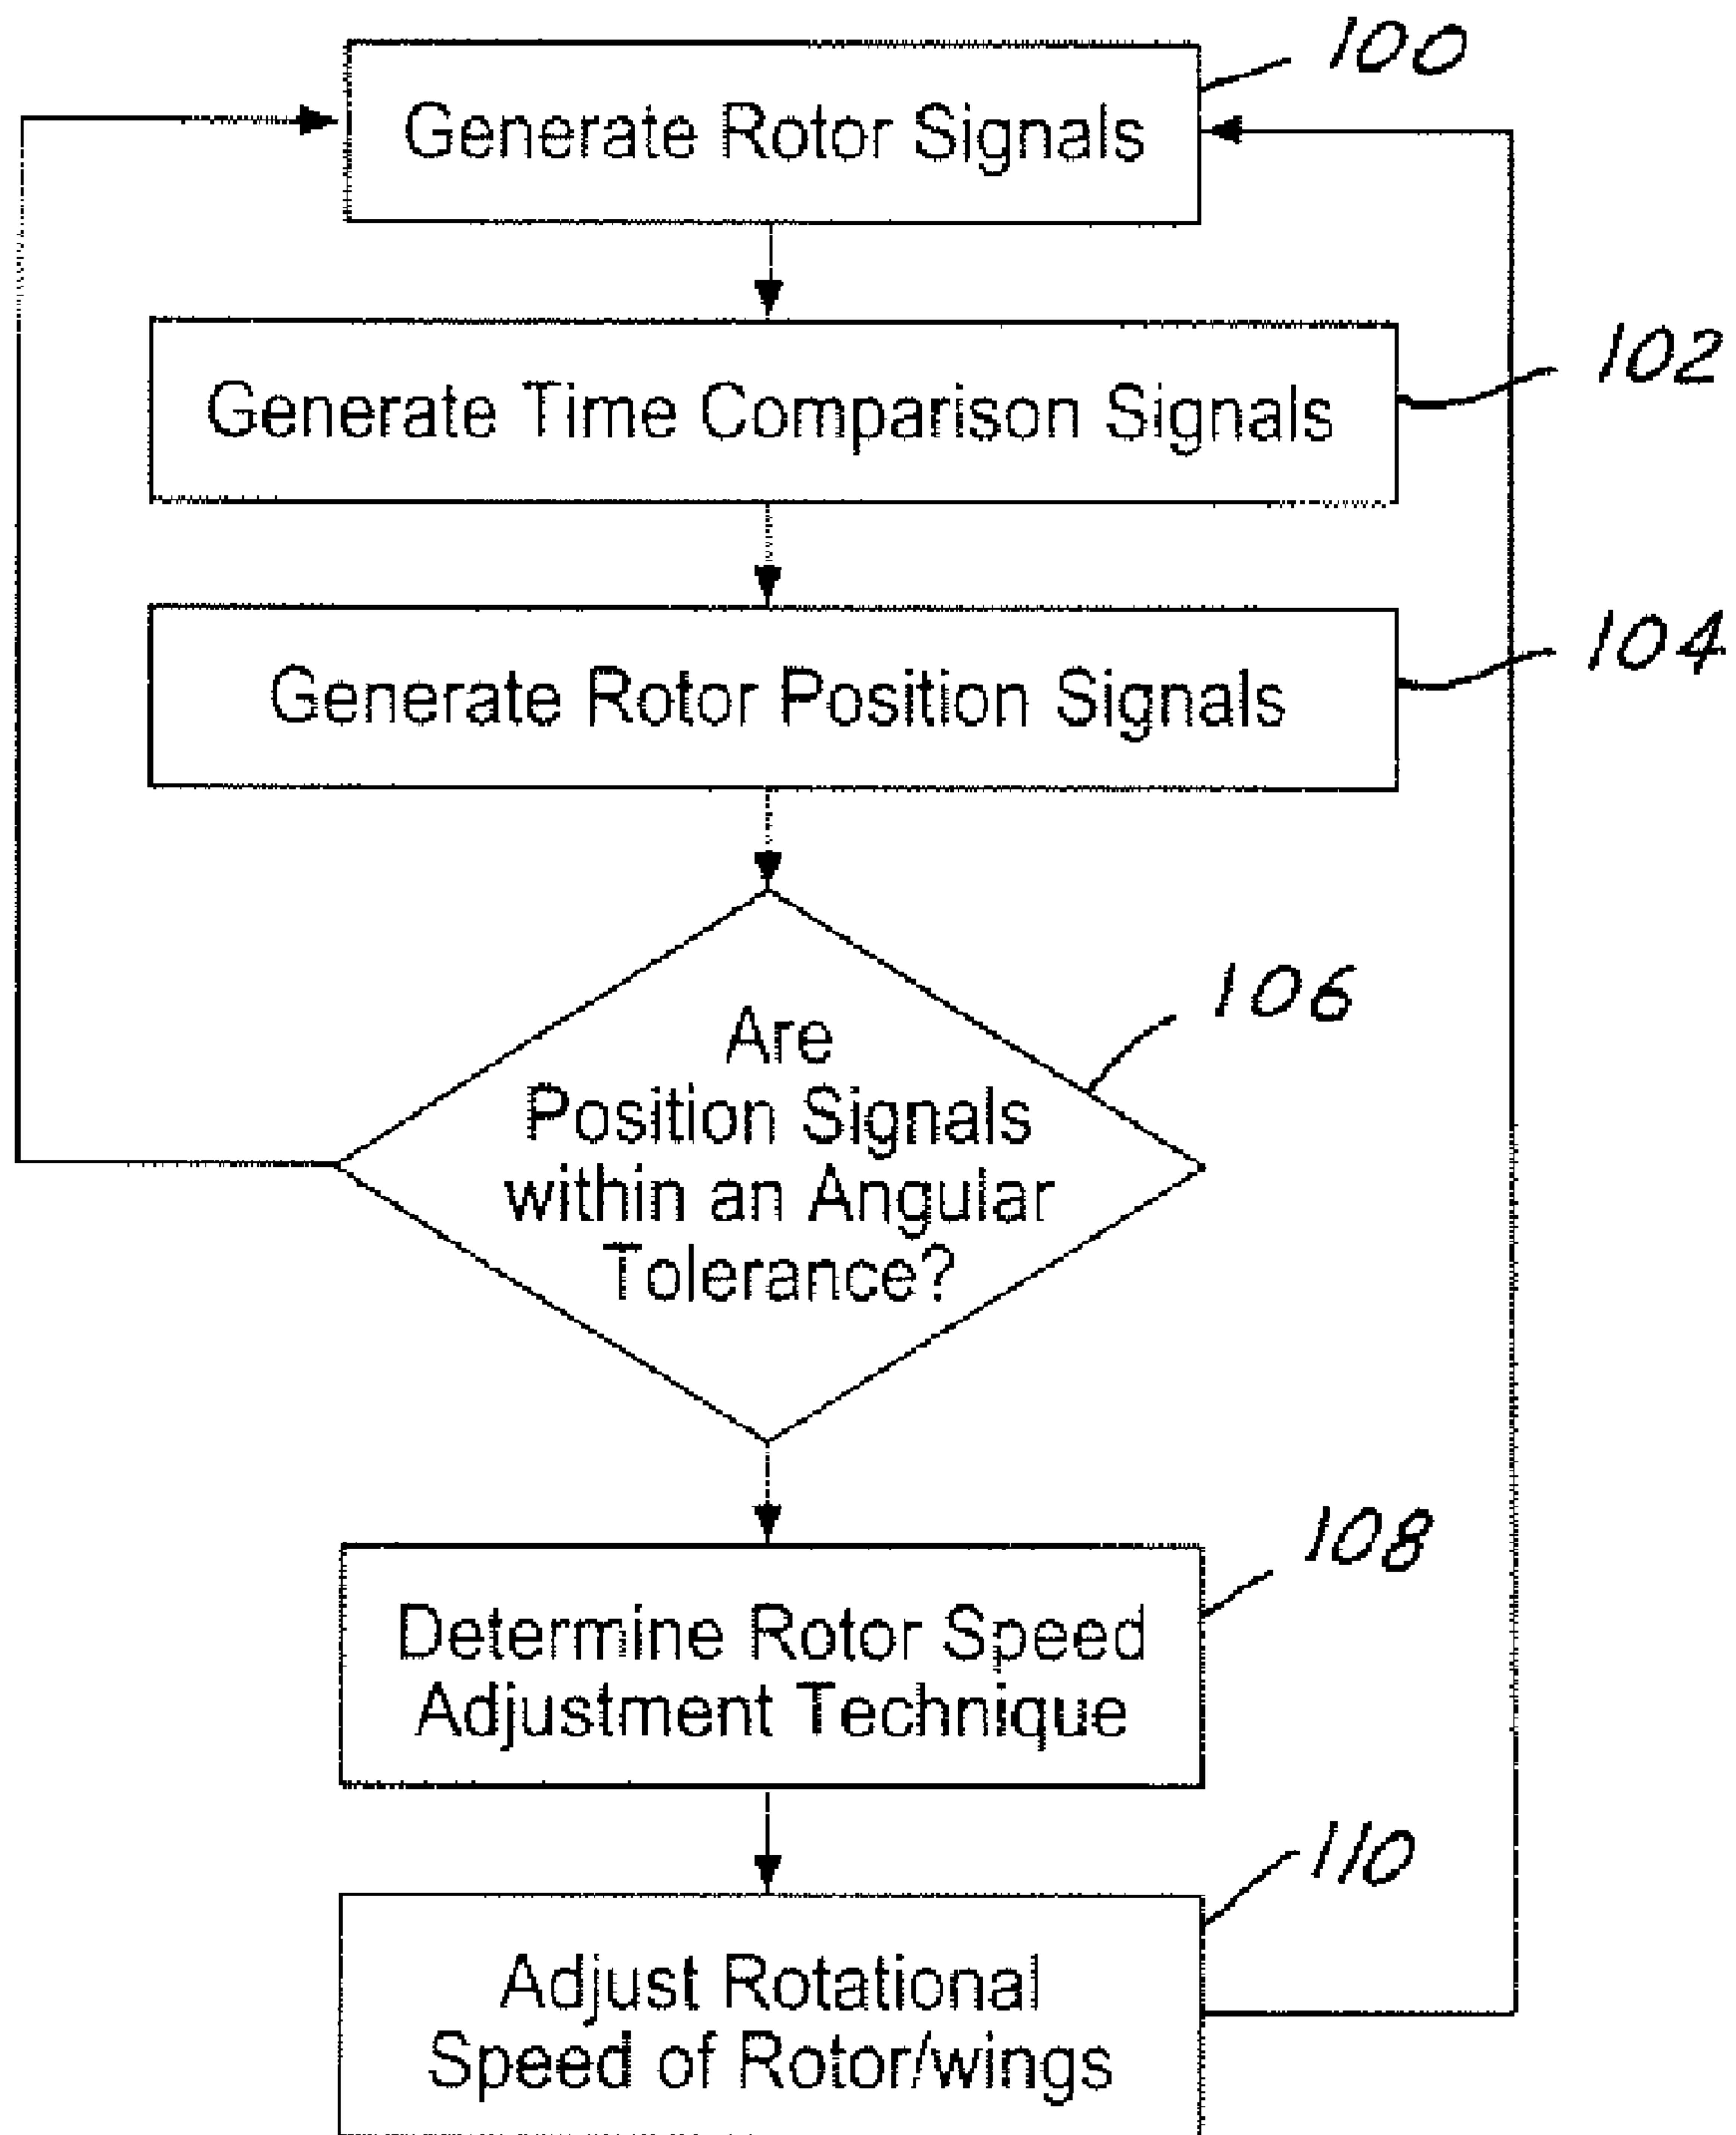 100
Generate Rotor Signals
102
Generate Time Comparison Signals
104
Generate Rotor Position Signals
106
Are
Position Signals
within an Angular
Tolerance?
108
Determine Rotor Speed
Adjustment Technique
110
Adjust Rotational
Speed of Rotor/wings